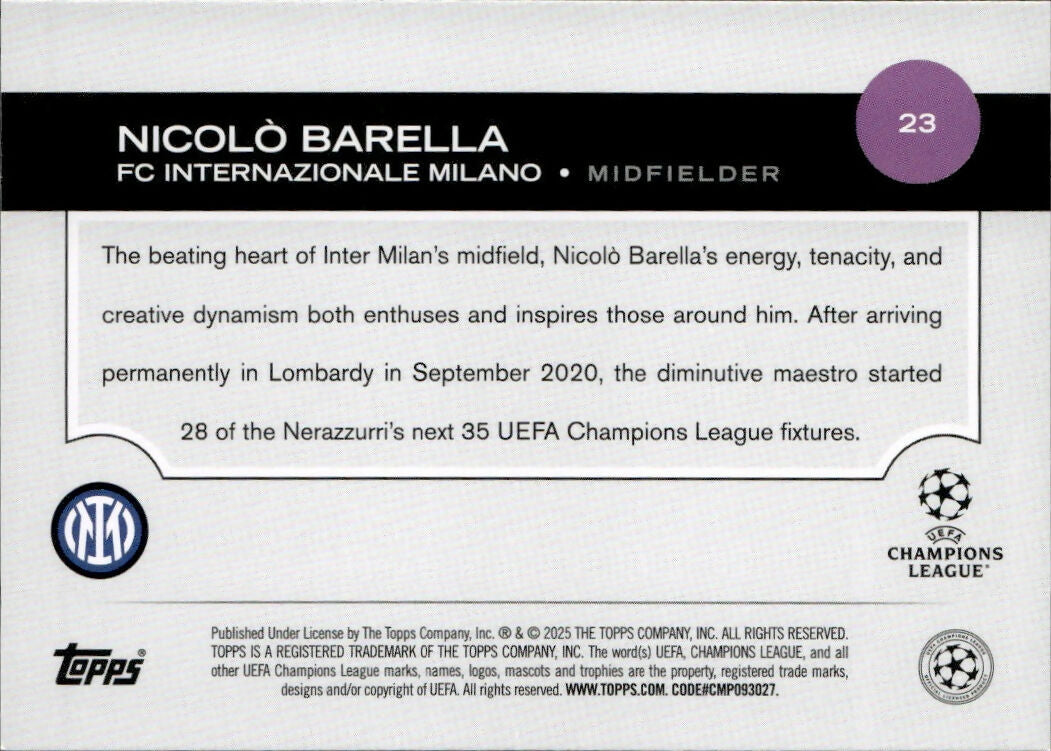 23
NICOLÒ BARELLA
FC INTERNAZIONALE MILANO • MIDFIELDER
The beating heart of Inter Milan's midfield, Nicolò Barella's energy, tenacity, and
creative dynamism both enthuses and inspires those around him. After arriving
permanently in Lombardy in September 2020, the diminutive maestro started
28 of the Nerazzurri's next 35 UEFA Champions League fixtures.
UEFA
CHAMPIONS
LEAGUE®
Topps®
Published Under License by The Topps Company, Inc. ® & © 2025 THE TOPPS COMPANY, INC. ALL RIGHTS RESERVED.
TOPPS IS A REGISTERED TRADEMARK OF THE TOPPS COMPANY, INC. The word(s) UEFA, CHAMPIONS LEAGUE, and all
other UEFA Champions League marks, names, logos, mascots and trophies are the property, registered trade marks,
designs and/or copyright of UEFA. All rights reserved. WWW.TOPPS.COM. CODE#CMP093027.